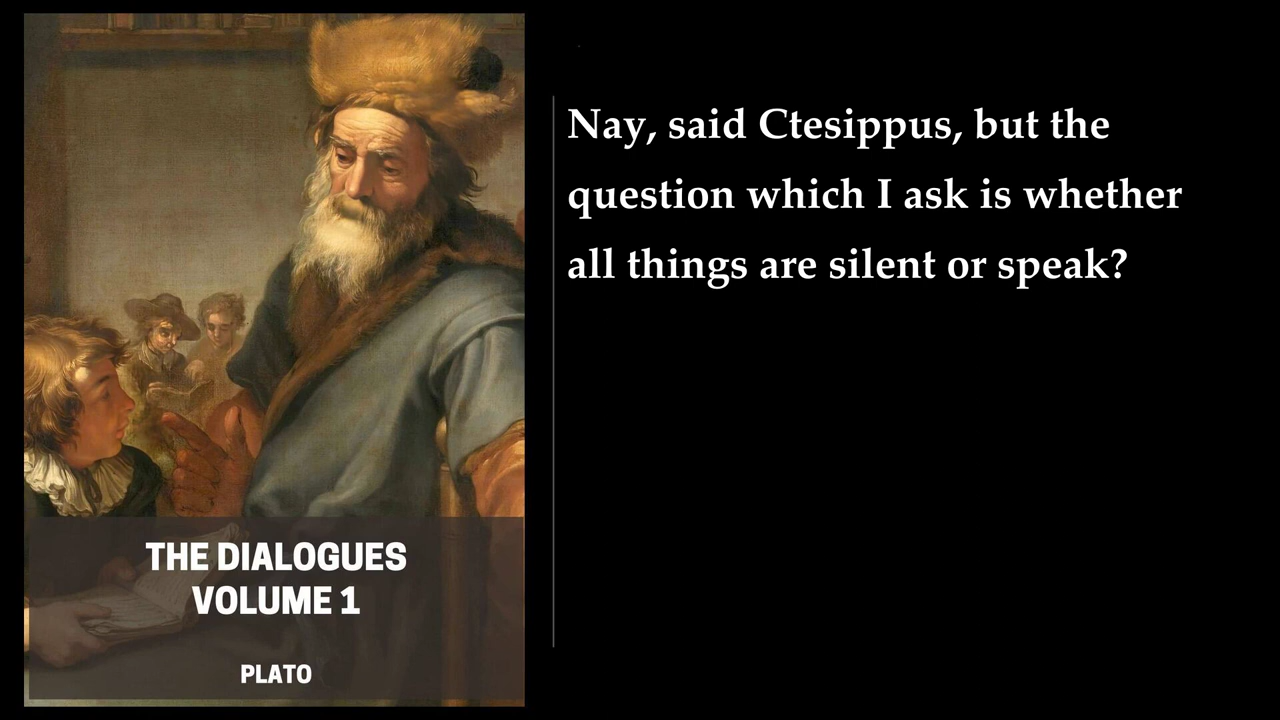 Nay, said Ctesippus, but the
question which I ask is whether
all things are silent or speak?
THE DIALOGUES
VOLUME 1
PLATO